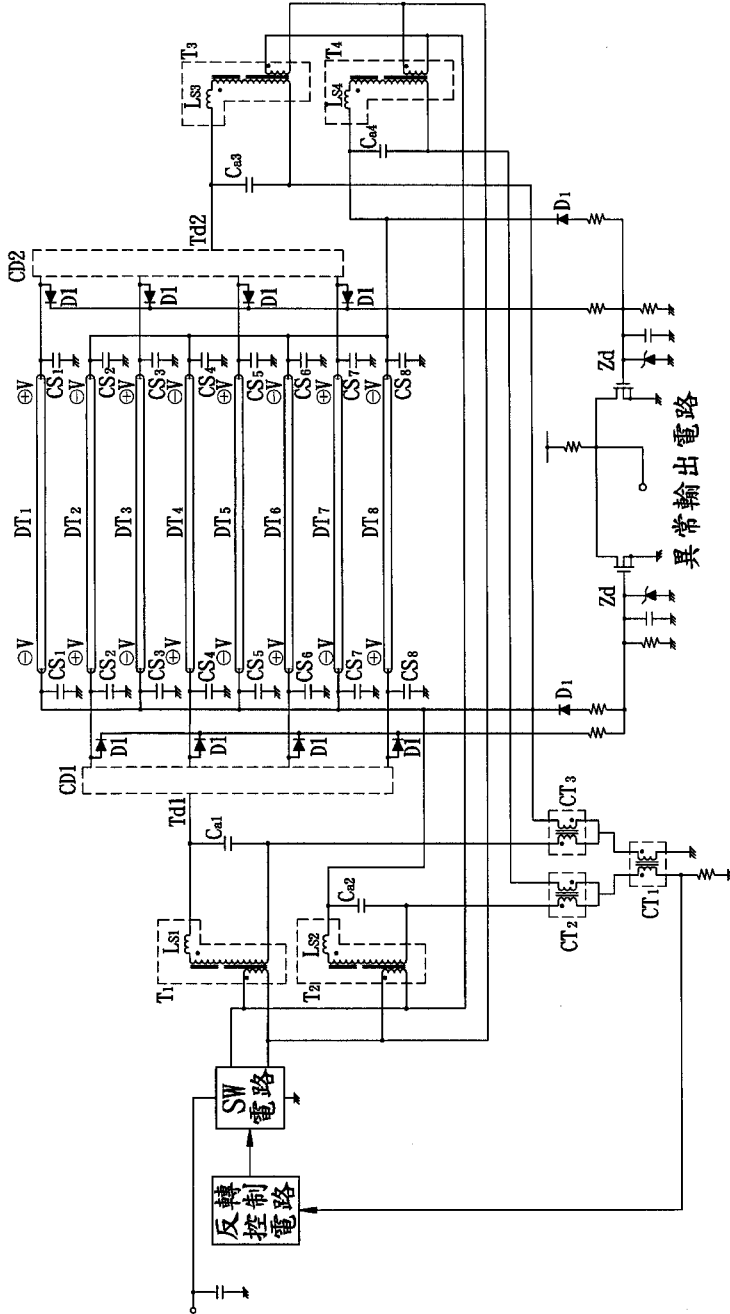 CD2
CD1
⊖V
DT1
⊕V
CS1
CS1
⊕V
DT2
⊖V
CS2
CS2
⊖V
DT3
⊕V
CS3
CS3
⊕V
DT4
⊖V
CS4
CS4
⊖V
DT5
⊕V
CS5
CS5
⊕V
DT6
⊖V
CS6
CS6
⊖V
DT7
⊕V
CS7
CS7
⊕V
DT8
⊖V
CS8
CS8
D1
D1
D1
D1
D1
D1
D1
D1
Td1
Td2
T1
LS1
Ca1
T3
LS3
Ca3
T2
LS2
Ca2
T4
LS4
Ca4
SW
電路
反轉
控制
電路
D1
D1
Zd
Zd
CT2
CT3
CT1
異常輸出電路